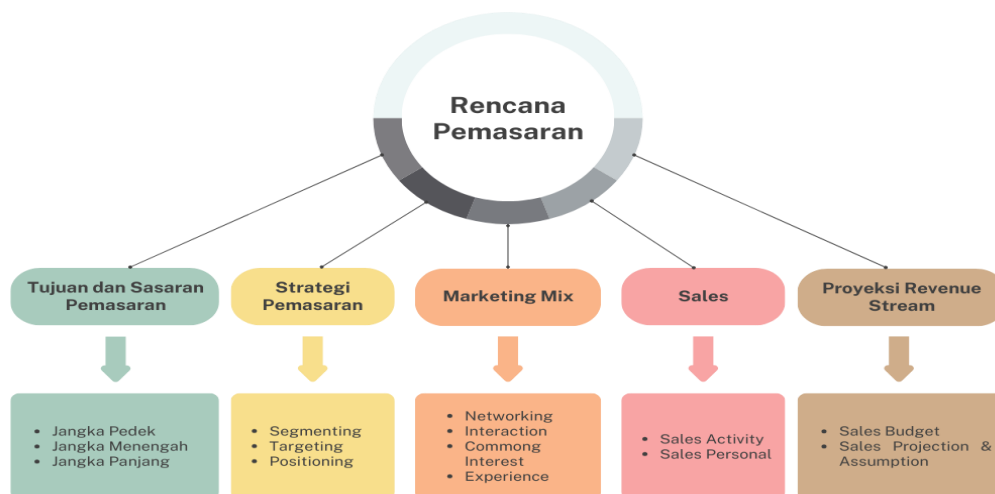 Rencana
Pemasaran
Tujuan dan Sasaran
Pemasaran
Strategi
Pemasaran
Marketing Mix
Sales
Proyeksi Revenue
Stream
• Jangka Pedek
• Jangka Menengah
• Jangka Panjang
• Segmenting
• Targeting
• Positioning
• Networking
• Interaction
• Commong
Interest
• Experience
• Sales Activity
• Sales Personal
• Sales Budget
• Sales Projection &
Assumption